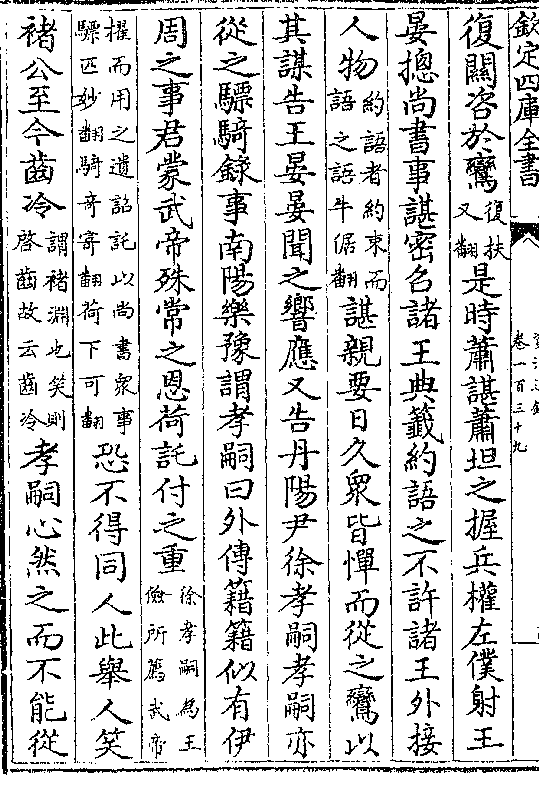 欽定四庫全書
卷一百三十九
復關咨於鸞復扶又翻是時蕭諶蕭坦之握兵權左僕射王
晏揔尚書事諶密召諸王典籖約語之不許諸王外接
人物約語者約束而語之語牛倨翻諶親要日久衆皆憚而從之鸞以
其謀告王晏晏聞之響應又告丹陽尹徐孝嗣孝嗣亦
從之驃騎錄事南陽樂豫謂孝嗣曰外傳籍籍似有伊
周之事君蒙武帝殊常之恩荷託付之重徐孝嗣為王儉所薦武帝
擢而用之遺詔託以尚書衆事驃匹妙翻騎奇寄翻荷下可翻恐不得同人此舉人笑
褚公至今齒冷謂褚淵也笑則啓齒故云齒冷孝嗣心然之而不能從